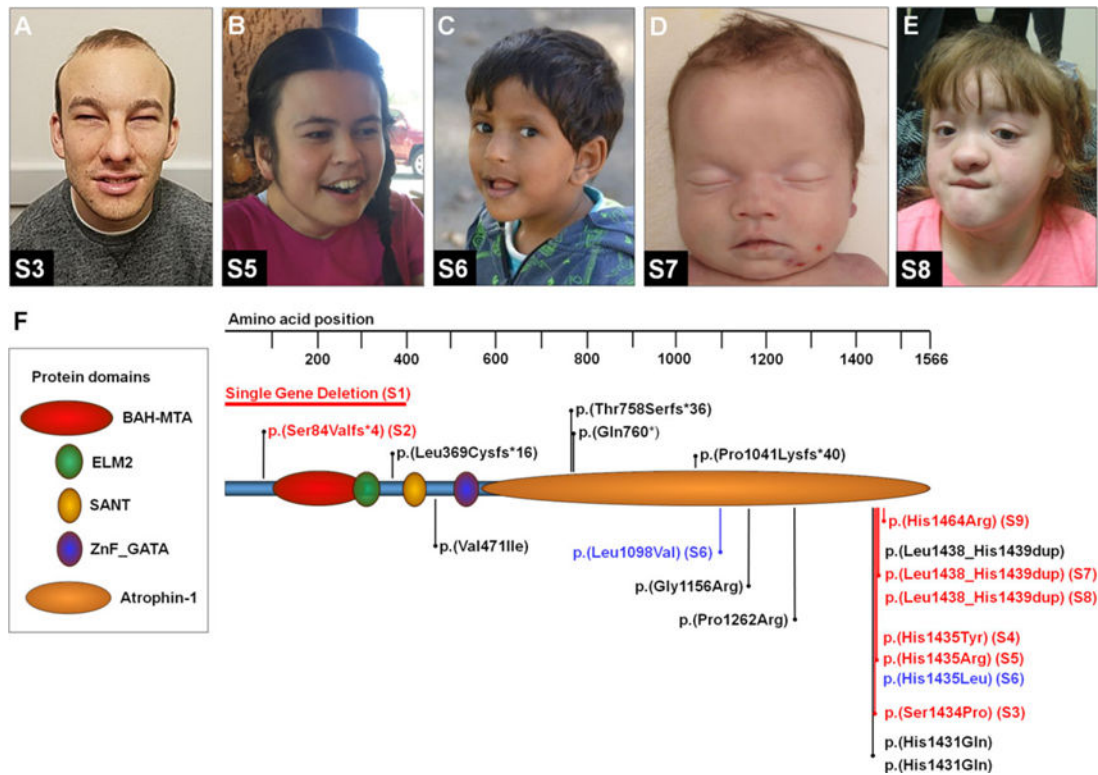 A
B
C
D
E
S3
S5
S6
S7
S8
F
Amino acid position
200
400
600
800
1000
1200
1400
1566
Protein domains
BAH-MTA
ELM2
SANT
ZnF_GATA
Atrophin-1
Single Gene Deletion (S1)
p.(Ser84Valfs*4) (S2)
p.(Leu369Cysfs*16)
p.(Thr758Serfs*36)
p.(Gln760*)
p.(Pro1041Lysfs*40)
p.(Val471Ile)
p.(Leu1098Val) (S6)
p.(Gly1156Arg)
p.(Pro1262Arg)
p.(His1464Arg) (S9)
p.(Leu1438_His1439dup)
p.(Leu1438_His1439dup) (S7)
p.(Leu1438_His1439dup) (S8)
p.(His1435Tyr) (S4)
p.(His1435Arg) (S5)
p.(His1435Leu) (S6)
p.(Ser1434Pro) (S3)
p.(His1431Gln)
p.(His1431Gln)